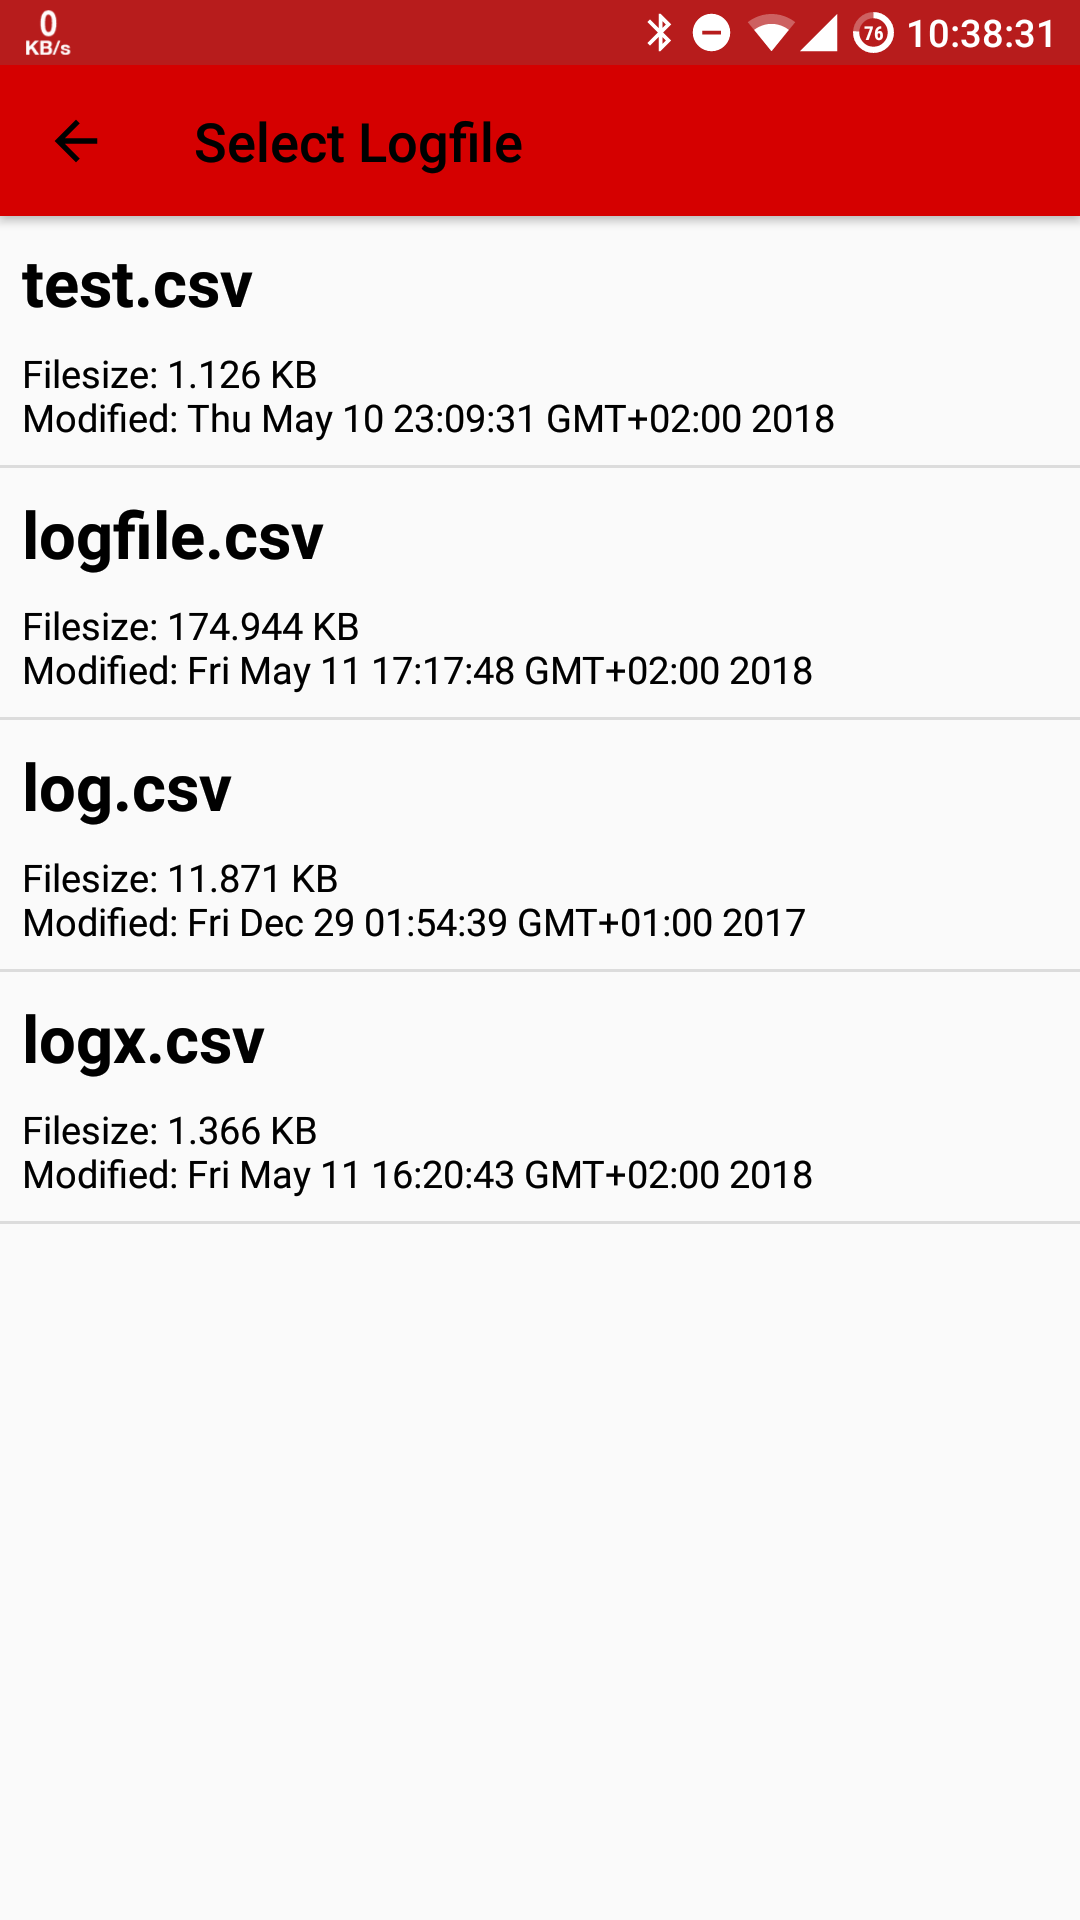 0
KB/s
76 10:38:31
Select Logfile
test.csv
Filesize: 1.126 KB
Modified: Thu May 10 23:09:31 GMT+02:00 2018
logfile.csv
Filesize: 174.944 KB
Modified: Fri May 11 17:17:48 GMT+02:00 2018
log.csv
Filesize: 11.871 KB
Modified: Fri Dec 29 01:54:39 GMT+01:00 2017
logx.csv
Filesize: 1.366 KB
Modified: Fri May 11 16:20:43 GMT+02:00 2018